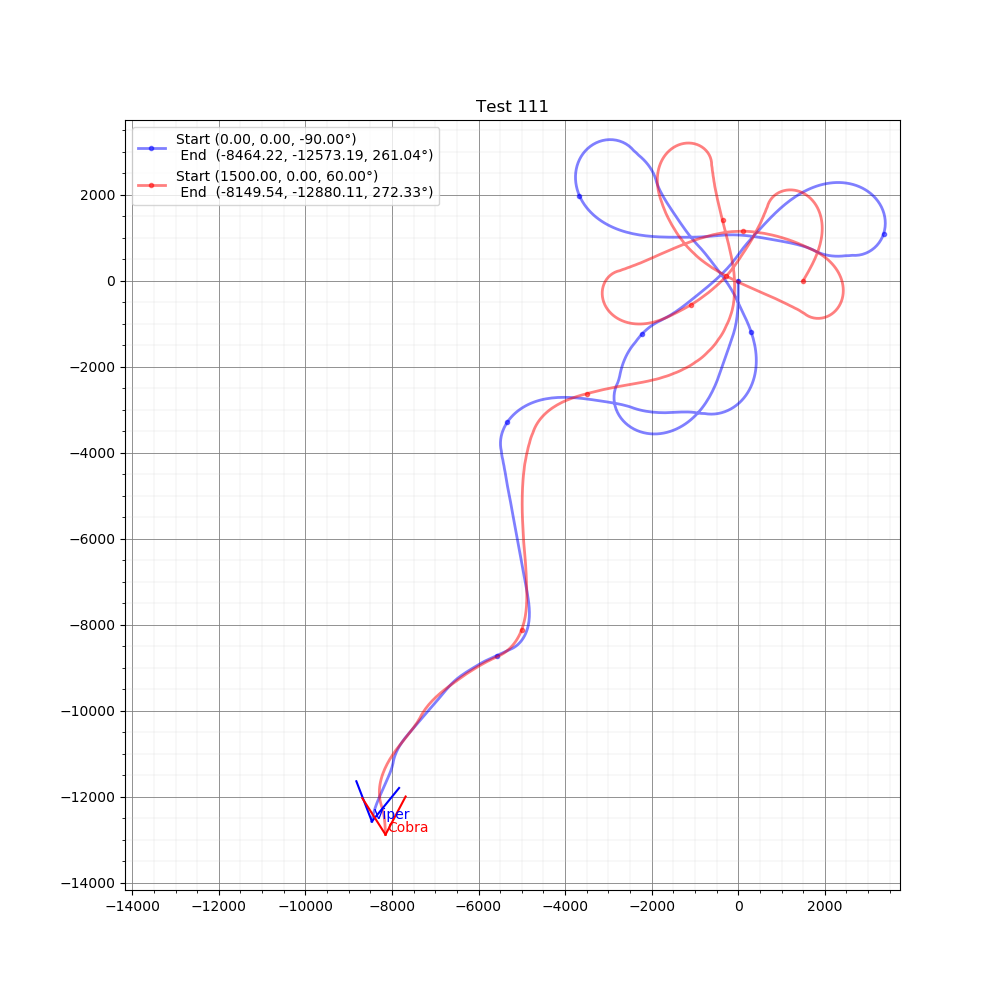 Test 111
Start (0.00, 0.00, -90.00°)
End (-8464.22, -12573.19, 261.04°)
Start (1500.00, 0.00, 60.00°)
End (-8149.54, -12880.11, 272.33°)
2000
0
−2000
−4000
−6000
−8000
−10000
−12000
−14000
Viper
Cobra
−14000 −12000 −10000 −8000 −6000 −4000 −2000 0 2000